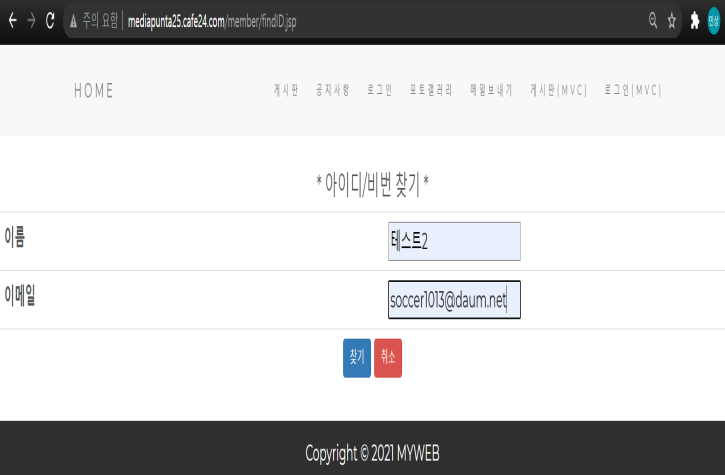 주의 요함 | mediapunta25.cafe24.com/member/findID.jsp
민상
HOME 게시판 공지사항 로그인 포토갤러리 메일보내기 게시판(MVC) 로그인(MVC)
* 아이디/비번 찾기 *
이름 테스트2
이메일 soccer1013@daum.net
찾기 취소
Copyright © 2021 MYWEB